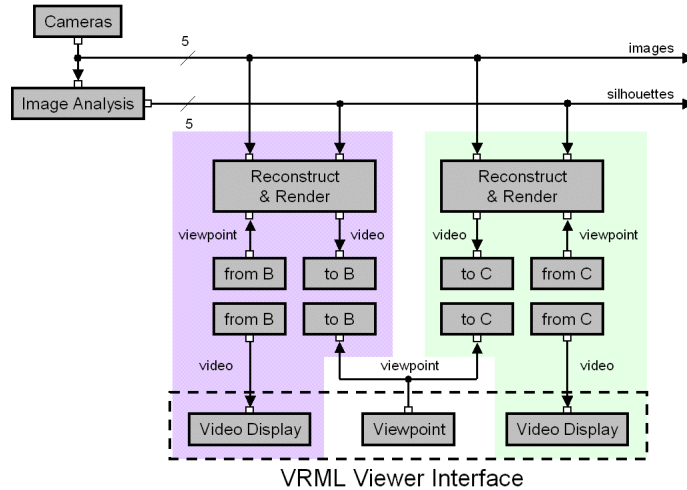 Cameras
5
images
Image Analysis
silhouettes
5
Reconstruct
& Render
Reconstruct
& Render
viewpoint
video
video
viewpoint
from B
to B
to C
from C
from B
to B
to C
from C
video
viewpoint
video
Video Display
Viewpoint
Video Display
VRML Viewer Interface